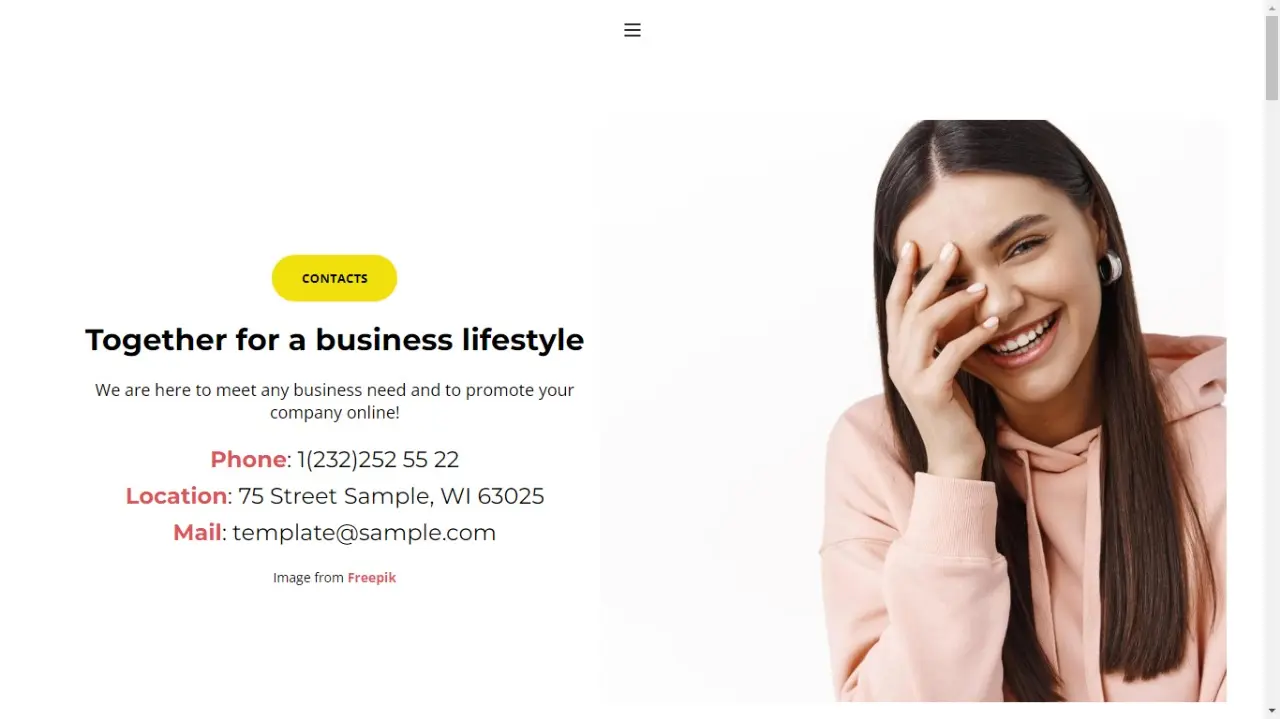 CONTACTS
Together for a business lifestyle
We are here to meet any business need and to promote your
company online!
Phone: 1(232)252 55 22
Location: 75 Street Sample, WI 63025
Mail: template@sample.com
Image from Freepik